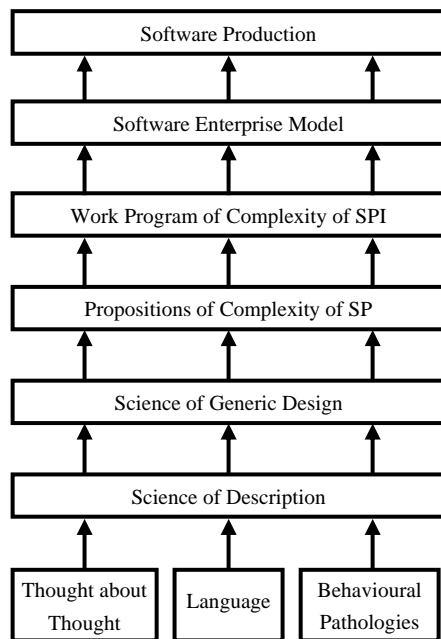 Software Production
Software Enterprise Model
Work Program of Complexity of SPI
Propositions of Complexity of SP
Science of Generic Design
Science of Description
Thought about
Thought
Language
Behavioural
Pathologies